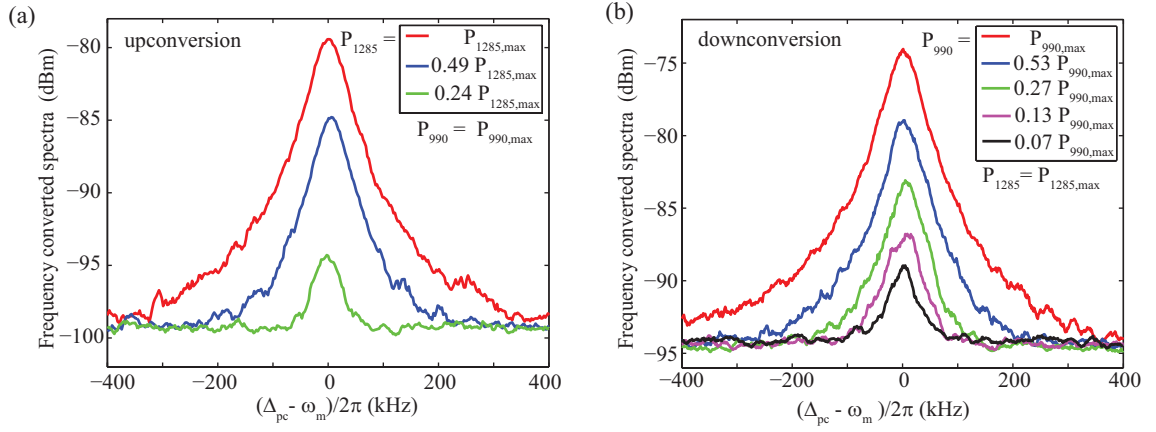 (a)
upconversion
P1285 =
P1285,max
0.49 P1285,max
0.24 P1285,max
P990 = P990,max
Frequency converted spectra (dBm)
−80
−85
−90
−95
−100
−400
−200
0
200
400
(Δpc - ωm)/2π (kHz)
(b)
downconversion
P990 =
P990,max
0.53 P990,max
0.27 P990,max
0.13 P990,max
0.07 P990,max
P1285 = P1285,max
Frequency converted spectra (dBm)
−75
−80
−85
−90
−95
−400
−200
0
200
400
(Δpc - ωm)/2π (kHz)